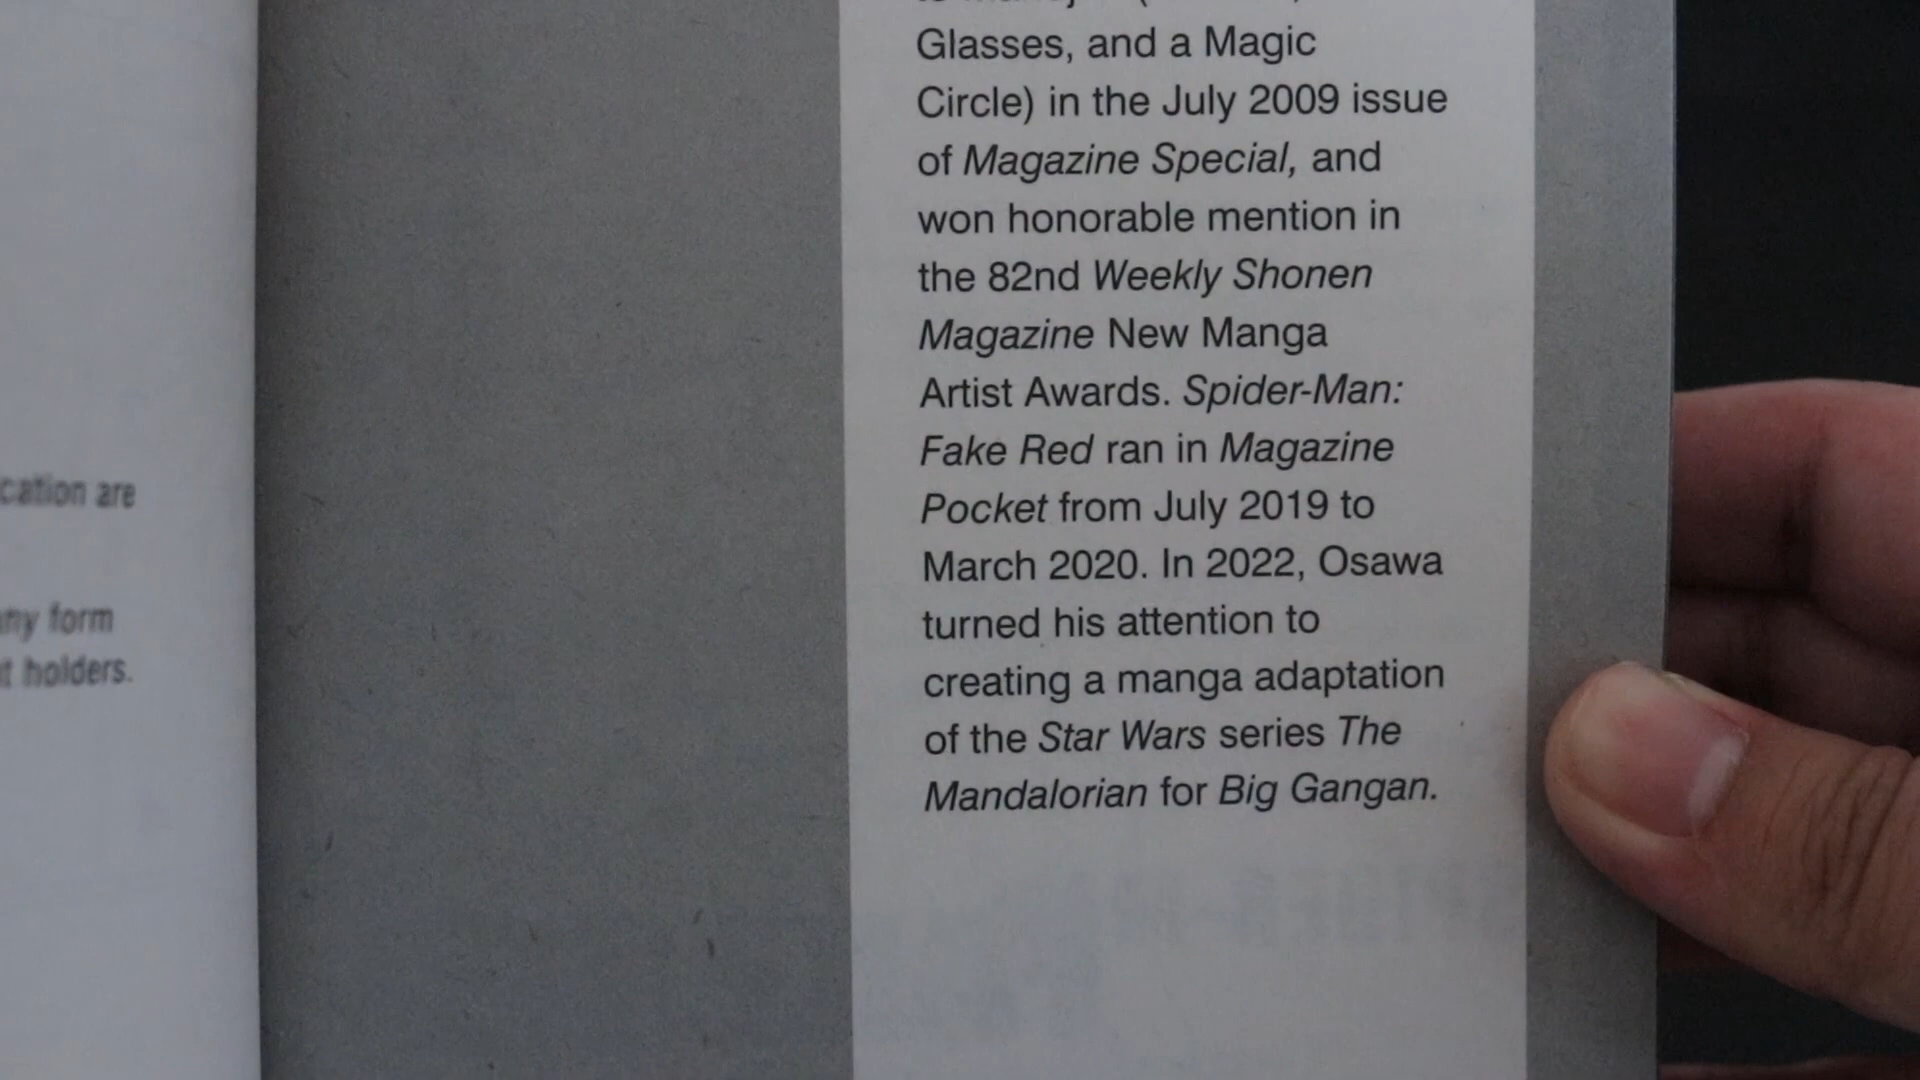 cation are
any form
t holders.
Glasses, and a Magic
Circle) in the July 2009 issue
of Magazine Special, and
won honorable mention in
the 82nd Weekly Shonen
Magazine New Manga
Artist Awards. Spider-Man:
Fake Red ran in Magazine
Pocket from July 2019 to
March 2020. In 2022, Osawa
turned his attention to
creating a manga adaptation
of the Star Wars series The
Mandalorian for Big Gangan.